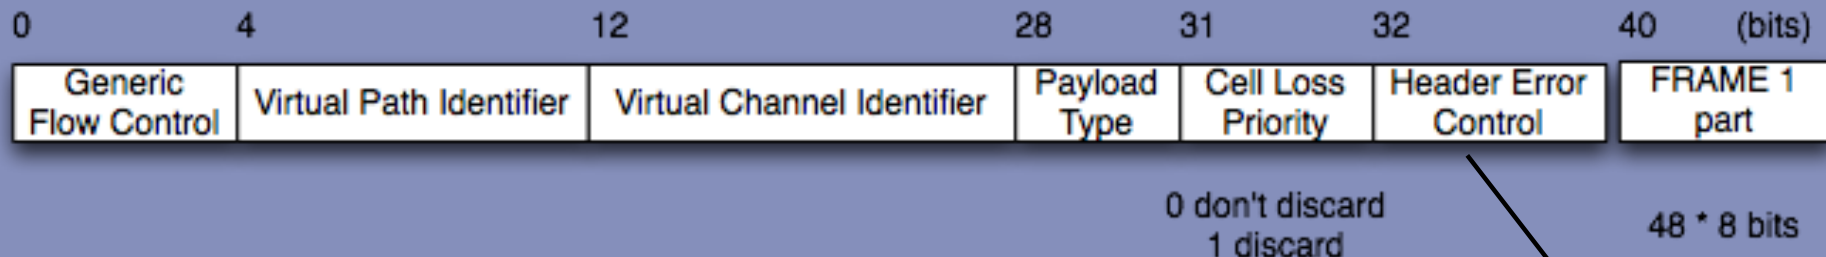 0 4 12 28 31 32 40 (bits)
Generic
Flow Control
Virtual Path Identifier
Virtual Channel Identifier
Payload
Type
Cell Loss
Priority
Header Error
Control
FRAME 1
part
0 don't discard
1 discard
48 * 8 bits